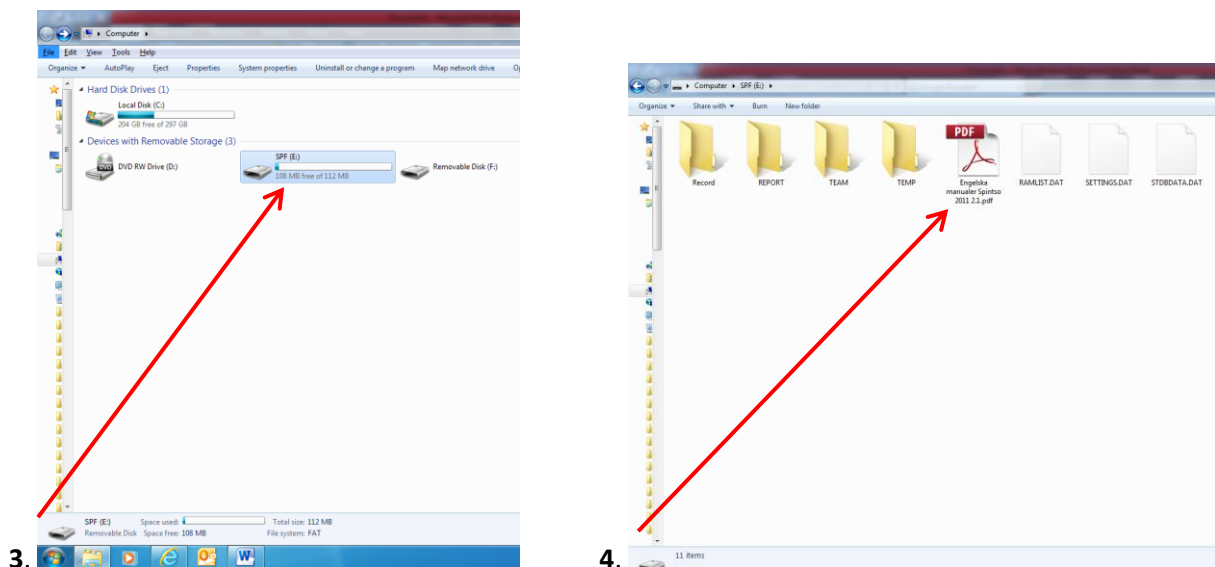 Computer
File Edit View Tools Help
Organize AutoPlay Eject Properties System properties Uninstall or change a program Map network drive
Hard Disk Drives (1)
Local Disk (C:)
204 GB free of 297 GB
Devices with Removable Storage (3)
DVD RW Drive (D:)
SPF (E:)
108 MB free of 112 MB
Removable Disk (F:)
SPF (E:) Space used: Total size: 112 MB
Removable Disk Space free: 108 MB File system: FAT
3.
Computer SPF (E:)
Organize Share with Burn New folder
PDF
Record REPORT TEAM TEMP Engelska manualer Spintso 2011 2.1.pdf RAMLIST.DAT SETTINGS.DAT STDBDATA.DAT
11 items
4.